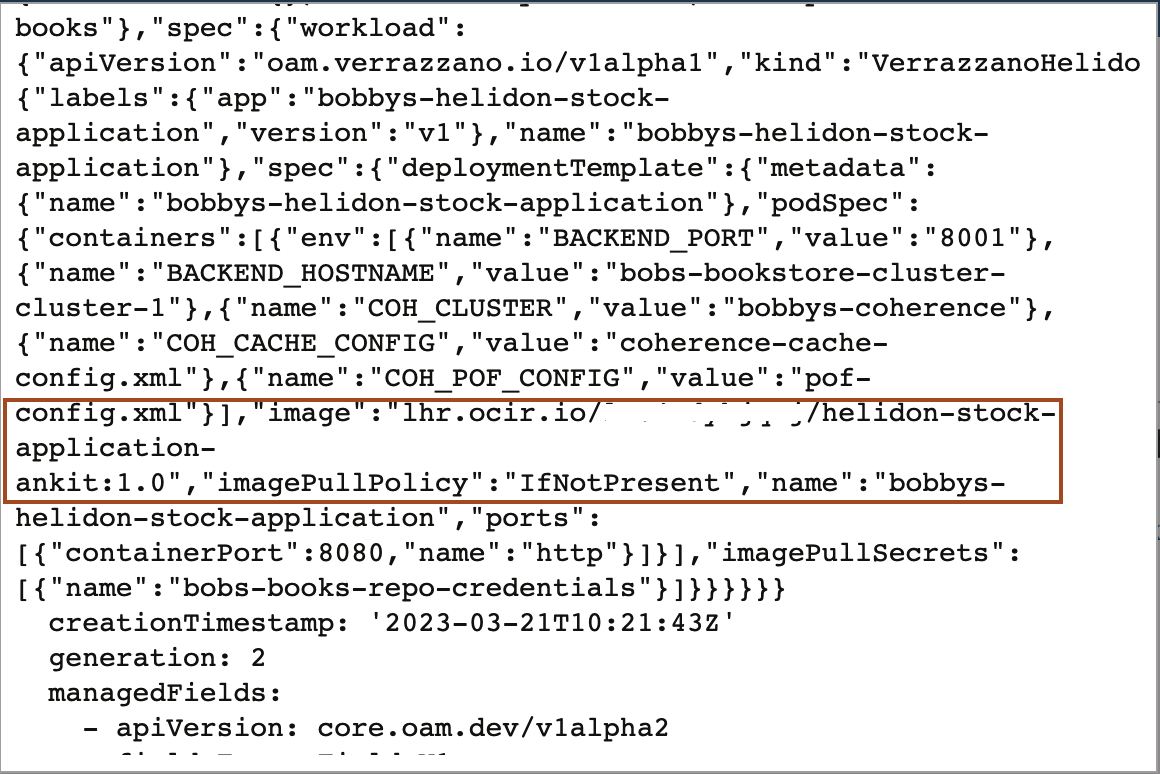 books"},"spec":{"workload":
{"apiVersion":"oam.verrazzano.io/v1alpha1","kind":"VerrazzanoHelido
{"labels":{"app":"bobbys-helidon-stock-
application","version":"v1"},"name":"bobbys-helidon-stock-
application"},"spec":{"deploymentTemplate":{"metadata":
{"name":"bobbys-helidon-stock-application"},"podSpec":
{"containers":[{"env":[{"name":"BACKEND_PORT","value":"8001"},
{"name":"BACKEND_HOSTNAME","value":"bobs-bookstore-cluster-
cluster-1"},{"name":"COH_CLUSTER","value":"bobbys-coherence"},
{"name":"COH_CACHE_CONFIG","value":"coherence-cache-
config.xml"},{"name":"COH_POF_CONFIG","value":"pof-
config.xml"}],"image":"lhr.ocir.io/ /helidon-stock-
application-
ankit:1.0","imagePullPolicy":"IfNotPresent","name":"bobbys-
helidon-stock-application","ports":
[{"containerPort":8080,"name":"http"}]}],"imagePullSecrets":
[{"name":"bobs-books-repo-credentials"}]}}}}}}
creationTimestamp: '2023-03-21T10:21:43Z'
generation: 2
managedFields:
- apiVersion: core.oam.dev/v1alpha2